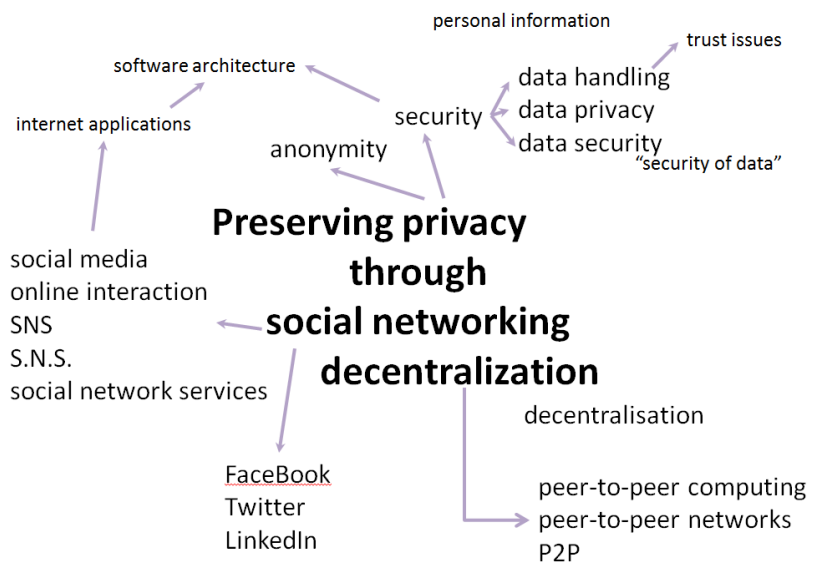 personal information
trust issues
software architecture
data handling
data privacy
data security
"security of data"
security
internet applications
anonymity
Preserving privacy
through
social networking
decentralization
social media
online interaction
SNS
S.N.S.
social network services
decentralisation
FaceBook
Twitter
LinkedIn
peer-to-peer computing
peer-to-peer networks
P2P